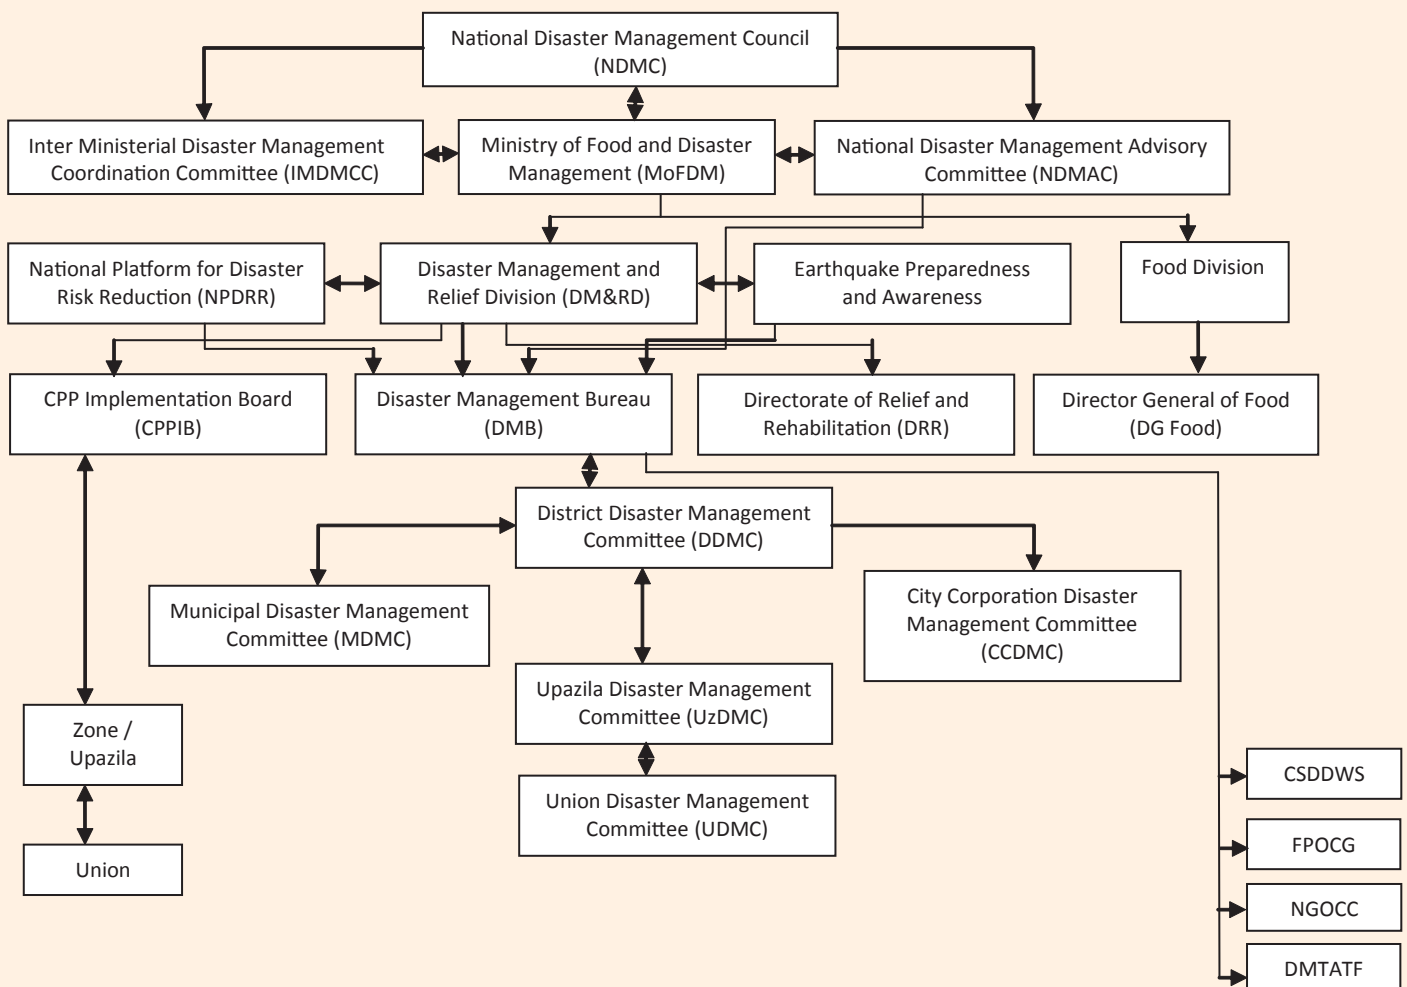 National Disaster Management Council
(NDMC)
Inter Ministerial Disaster Management
Coordination Committee (IMDMCC)
Ministry of Food and Disaster
Management (MoFDM)
National Disaster Management Advisory
Committee (NDMAC)
National Platform for Disaster
Risk Reduction (NPDRR)
Disaster Management and
Relief Division (DM&RD)
Earthquake Preparedness
and Awareness
Food Division
CPP Implementation Board
(CPPIB)
Disaster Management Bureau
(DMB)
Directorate of Relief and
Rehabilitation (DRR)
Director General of Food
(DG Food)
District Disaster Management
Committee (DDMC)
Municipal Disaster Management
Committee (MDMC)
City Corporation Disaster
Management Committee
(CCDMC)
Upazila Disaster Management
Committee (UzDMC)
Zone /
Upazila
Union Disaster Management
Committee (UDMC)
Union
CSDDWS
FPOCG
NGOCC
DMTATF